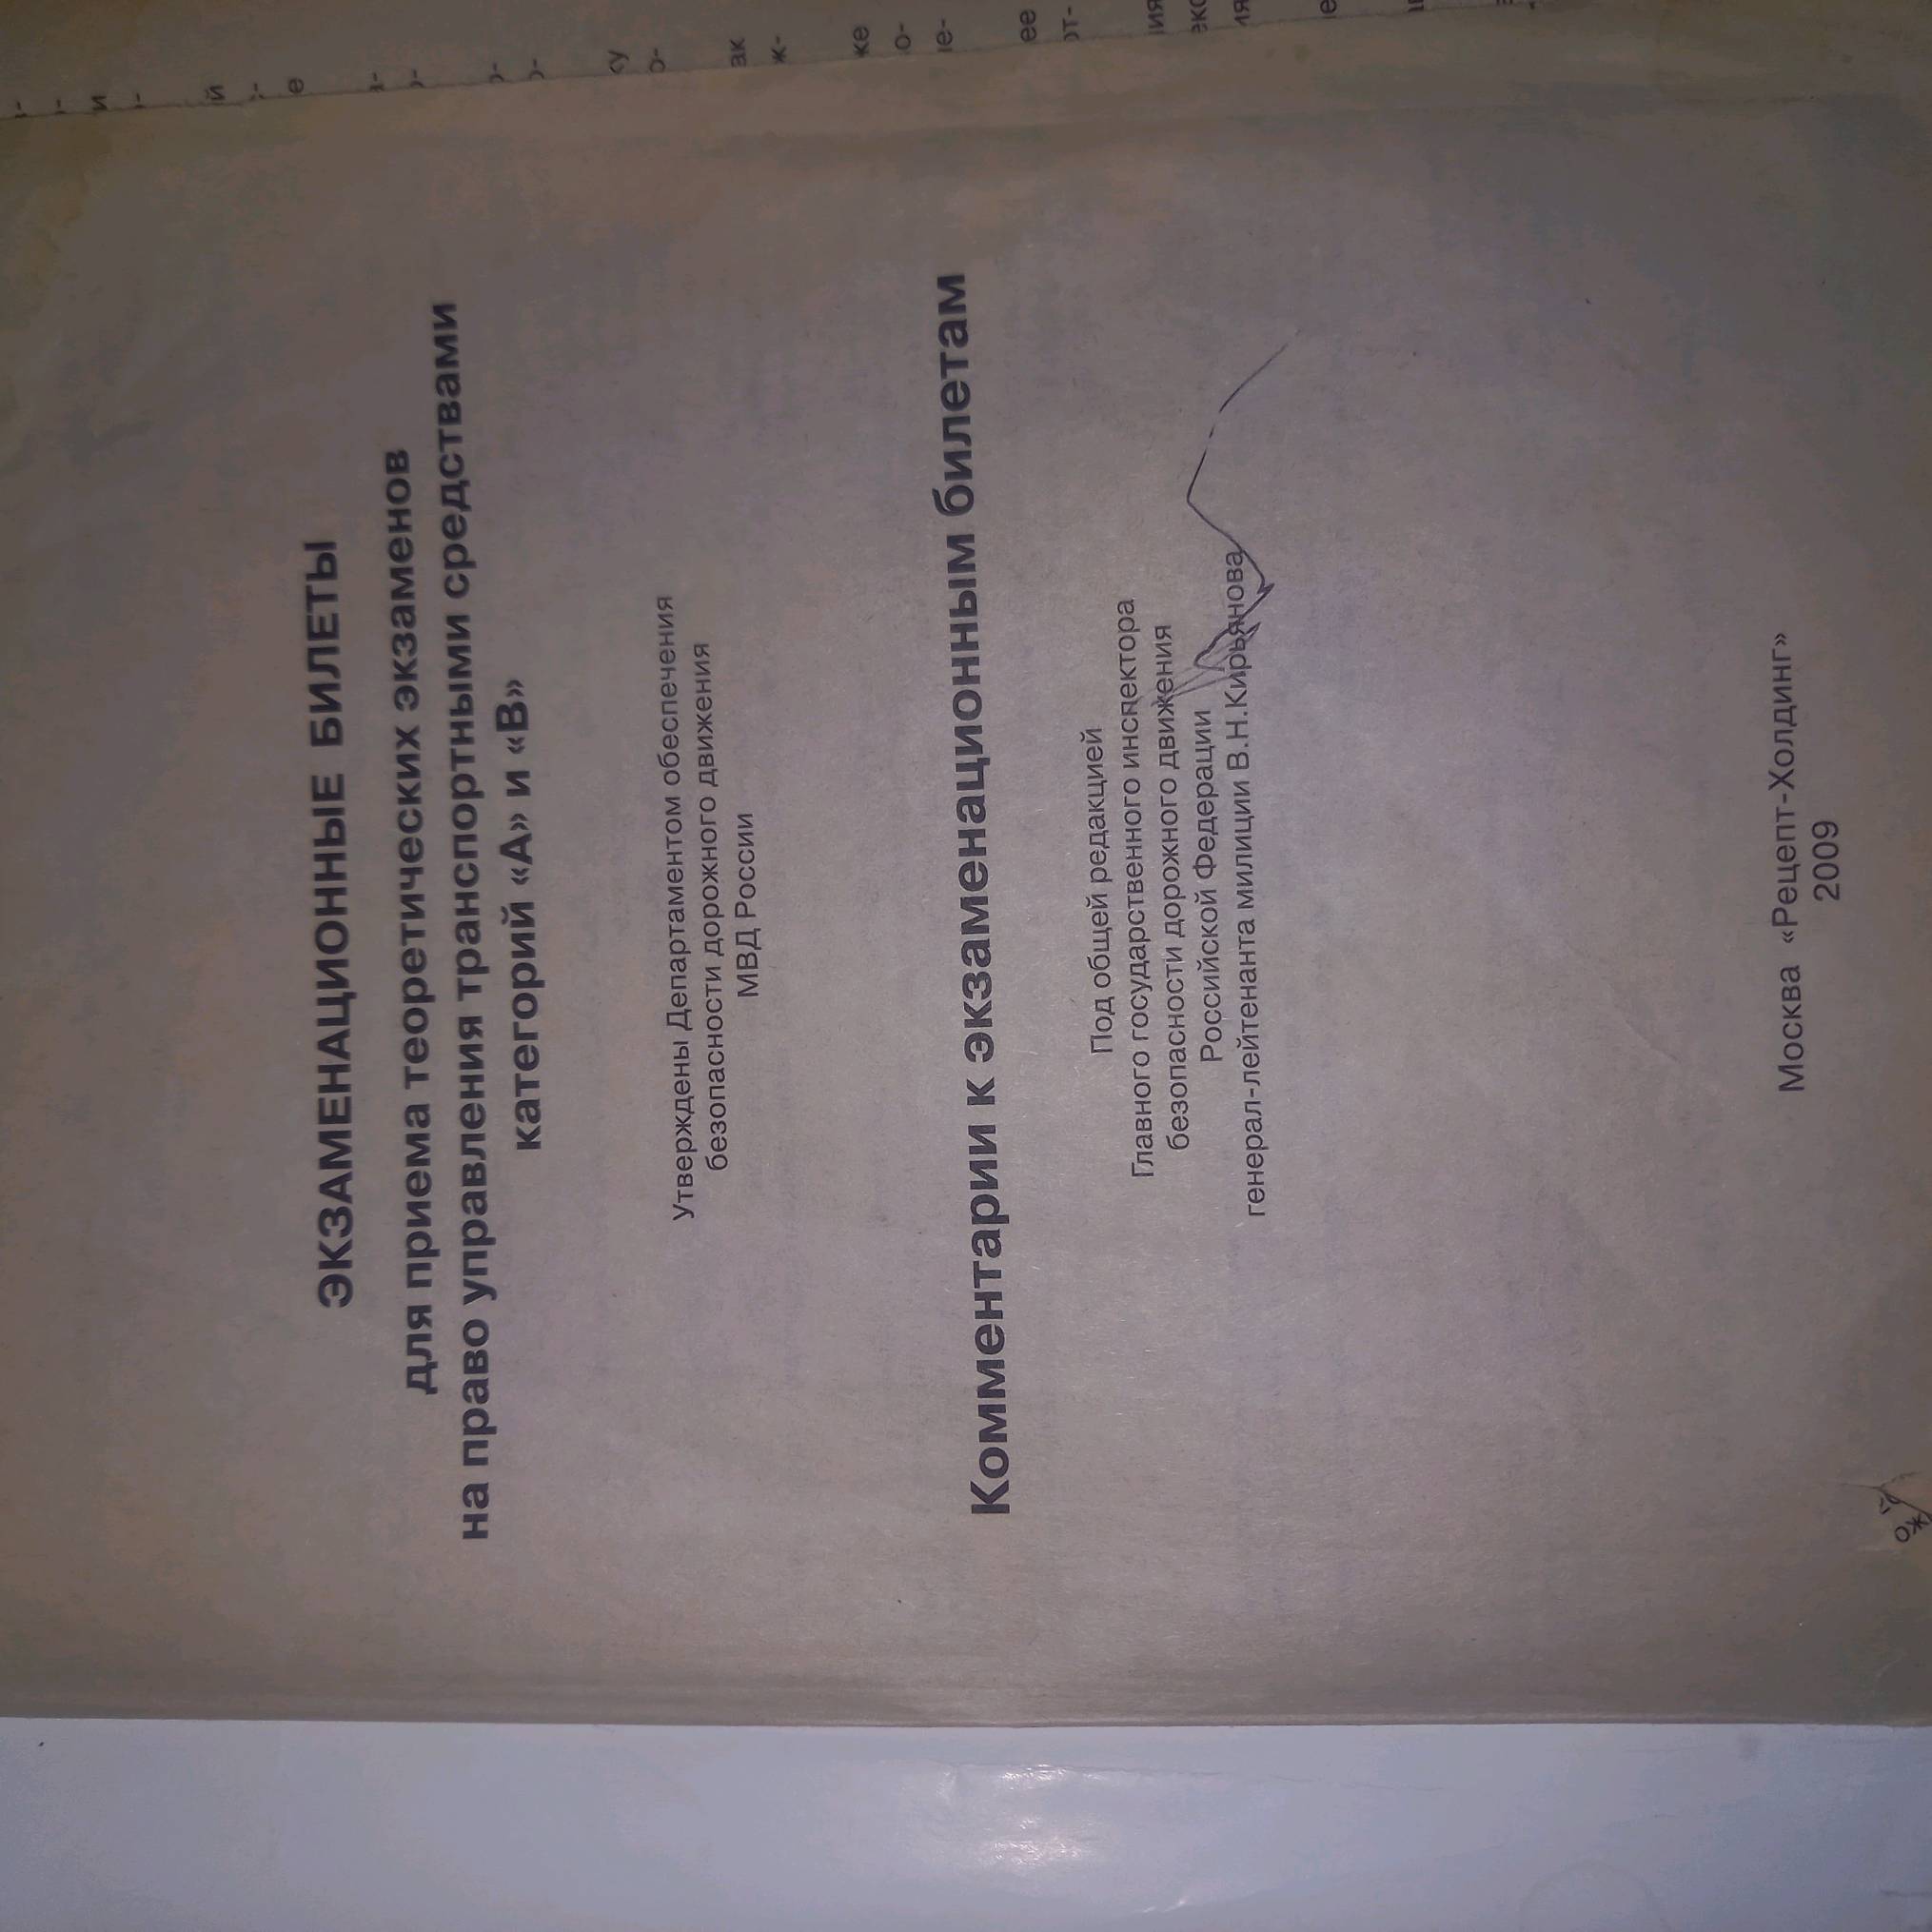 ЭКЗАМЕНАЦИОННЫЕ БИЛЕТЫ
для приема теоретических экзаменов
на право управления транспортными средствами
категорий «А» и «В»
Утверждены Департаментом обеспечения
безопасности дорожного движения
МВД России
Комментарии к экзаменационным билетам
Под общей редакцией
Главного государственного инспектора
безопасности дорожного движения
Российской Федерации
генерал-лейтенанта милиции В.Н.Кирьянова
Москва «Рецепт-Холдинг»
2009